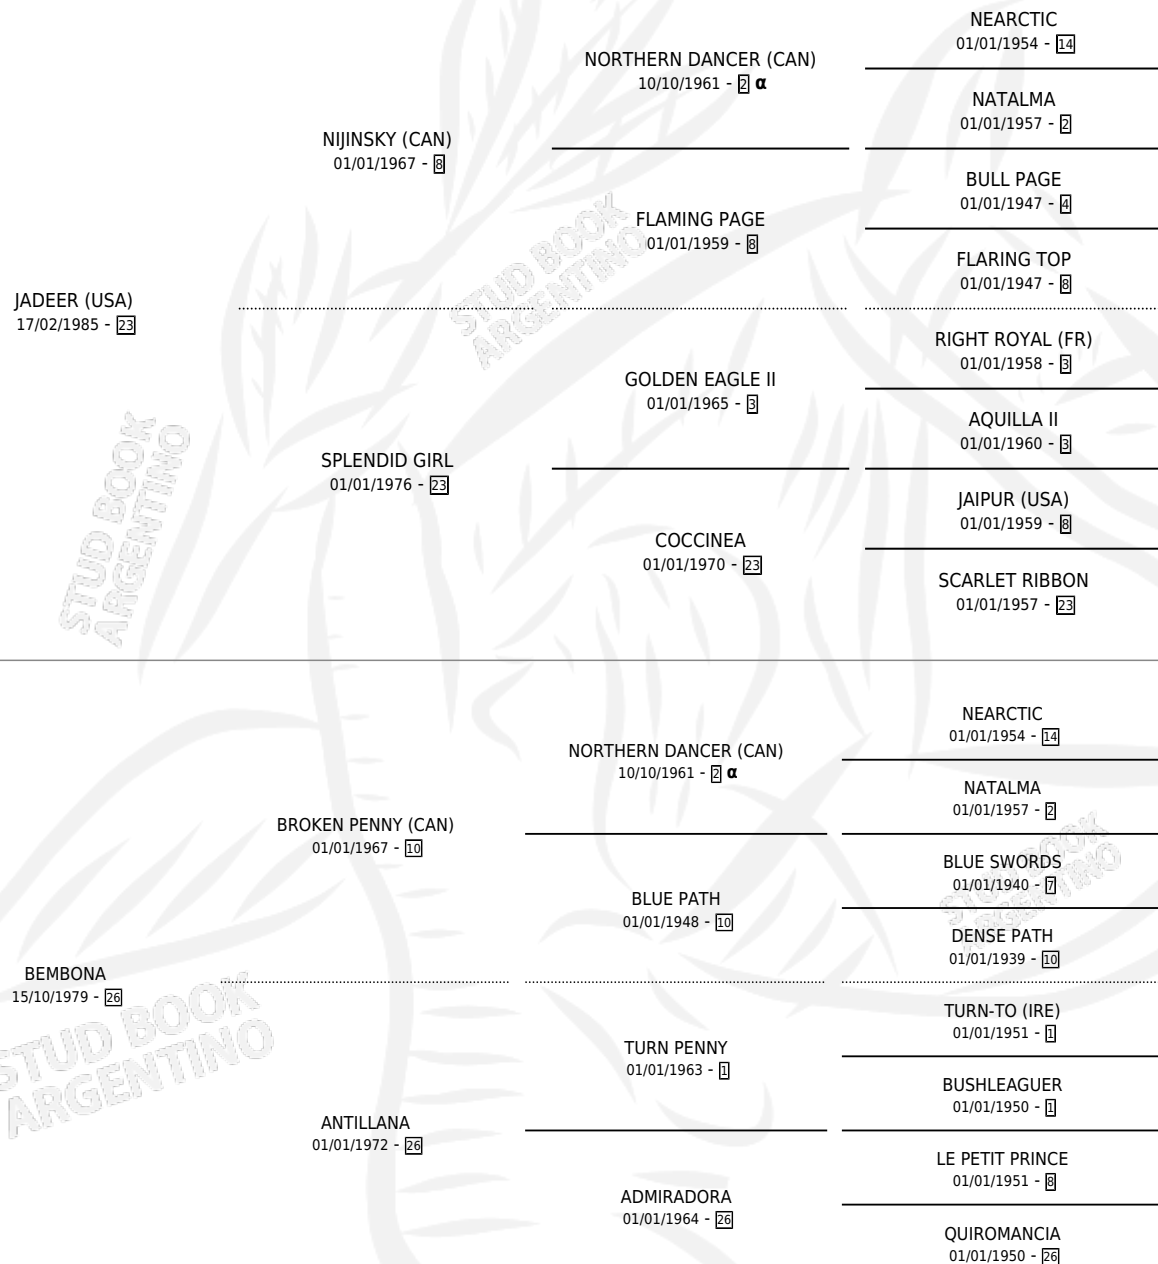 NEARCTIC
01/01/1954 - 14
NORTHERN DANCER (CAN)
10/10/1961 - 2 α
NATALMA
01/01/1957 - 2
NIJINSKY (CAN)
01/01/1967 - 8
BULL PAGE
01/01/1947 - 4
FLAMING PAGE
01/01/1959 - 8
FLARING TOP
01/01/1947 - 8
JADEER (USA)
17/02/1985 - 23
RIGHT ROYAL (FR)
01/01/1958 - 3
GOLDEN EAGLE II
01/01/1965 - 3
AQUILLA II
01/01/1960 - 3
SPLENDID GIRL
01/01/1976 - 23
JAIPUR (USA)
01/01/1959 - 8
COCCINEA
01/01/1970 - 23
SCARLET RIBBON
01/01/1957 - 23
NEARCTIC
01/01/1954 - 14
NORTHERN DANCER (CAN)
10/10/1961 - 2 α
NATALMA
01/01/1957 - 2
BROKEN PENNY (CAN)
01/01/1967 - 10
BLUE SWORDS
01/01/1940 - 7
BLUE PATH
01/01/1948 - 10
DENSE PATH
01/01/1939 - 10
BEMBONA
15/10/1979 - 26
TURN-TO (IRE)
01/01/1951 - 1
TURN PENNY
01/01/1963 - 1
BUSHLEAGUER
01/01/1950 - 1
ANTILLANA
01/01/1972 - 26
LE PETIT PRINCE
01/01/1951 - 8
ADMIRADORA
01/01/1964 - 26
QUIROMANCIA
01/01/1950 - 26
STUD BOOK
ARGENTINO
STUD BOOK
ARGENTINO
STUD BOOK
ARGENTINO
STUD BOOK
ARGENTINO